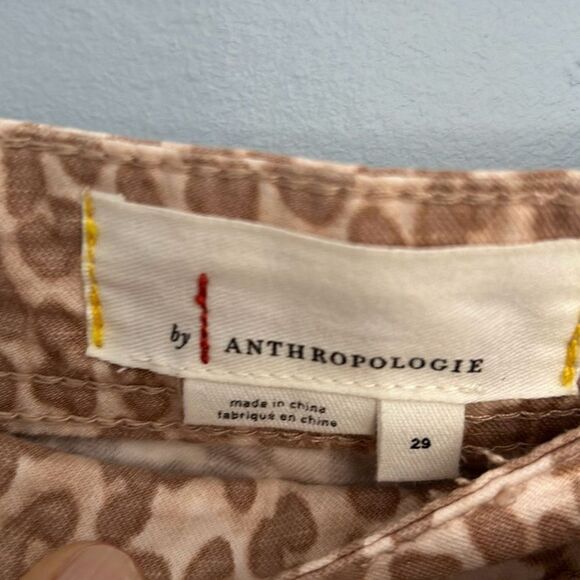 by ANTHROPOLOGIE
made in china
fabriqué en chine
29